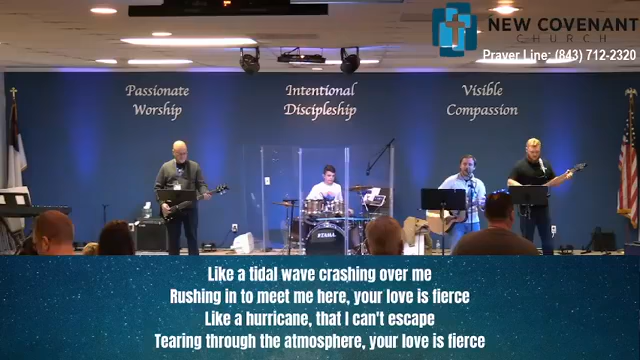 NEW COVENANT
CHURCH
Prayer Line: (843) 712-2320
Passionate
Worship
Intentional
Discipleship
Visible
Compassion
TAMA
Like a tidal wave crashing over me
Rushing in to meet me here, your love is fierce
Like a hurricane, that I can't escape
Tearing through the atmosphere, your love is fierce